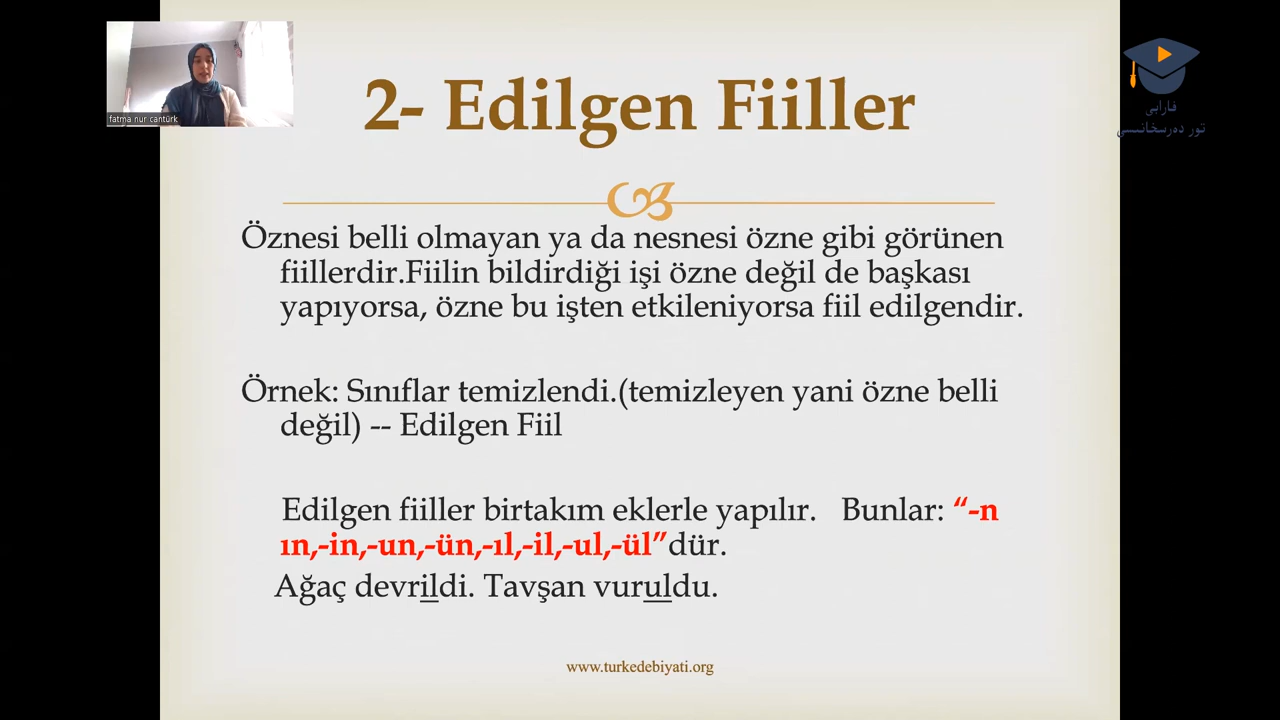 fatma nur cantürk
فارابى
تور دەرسخانىسى
2- Edilgen Fiiller
Öznesi belli olmayan ya da nesnesi özne gibi görünen
fiillerdir.Fiilin bildirdiği işi özne değil de başkası
yapıyorsa, özne bu işten etkileniyorsa fiil edilgendir.
Örnek: Sınıflar temizlendi.(temizleyen yani özne belli
değil) -- Edilgen Fiil
Edilgen fiiller birtakım eklerle yapılır. Bunlar: “-n
ın,-in,-un,-ün,-ıl,-il,-ul,-ül”dür.
Ağaç devrildi. Tavşan vuruldu.
www.turkedebiyati.org